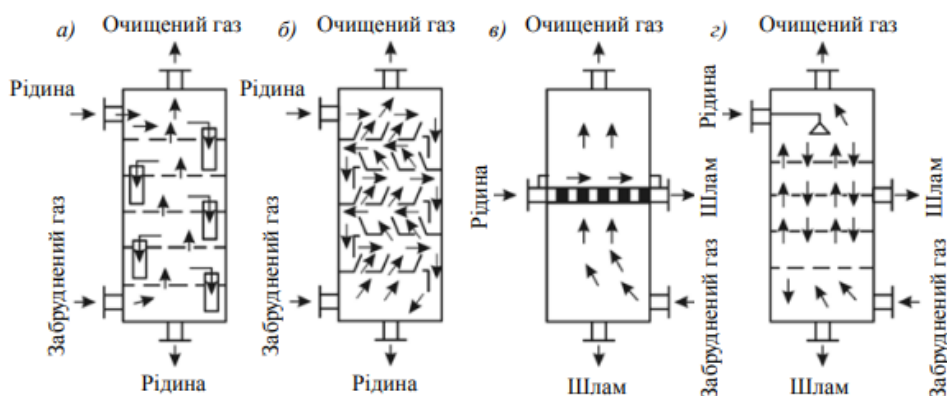 а) Очищений газ
Рідина
Забруднений газ
Рідина
б) Очищений газ
Рідина
Забруднений газ
Рідина
в) Очищений газ
Рідина
Шлам
Забруднений газ
Шлам
г) Очищений газ
Рідина
Шлам
Забруднений газ
Шлам